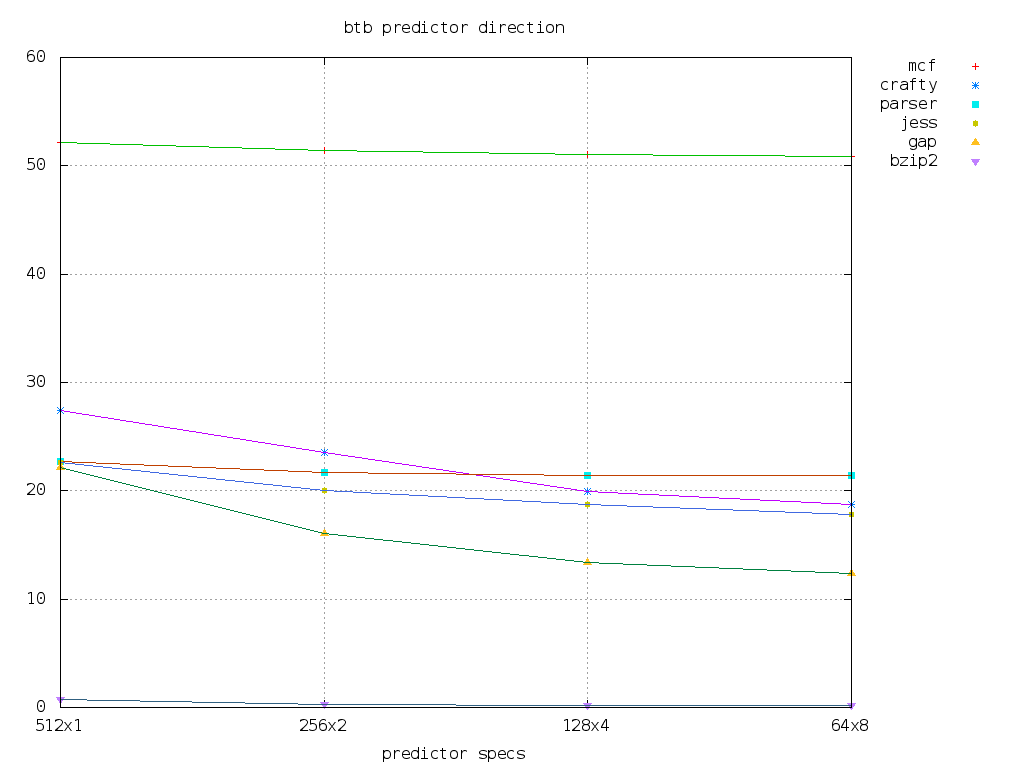 btb predictor direction
60
50
40
30
20
10
0
512x1 256x2 128x4 64x8
predictor specs
mcf
crafty
parser
jess
gap
bzip2